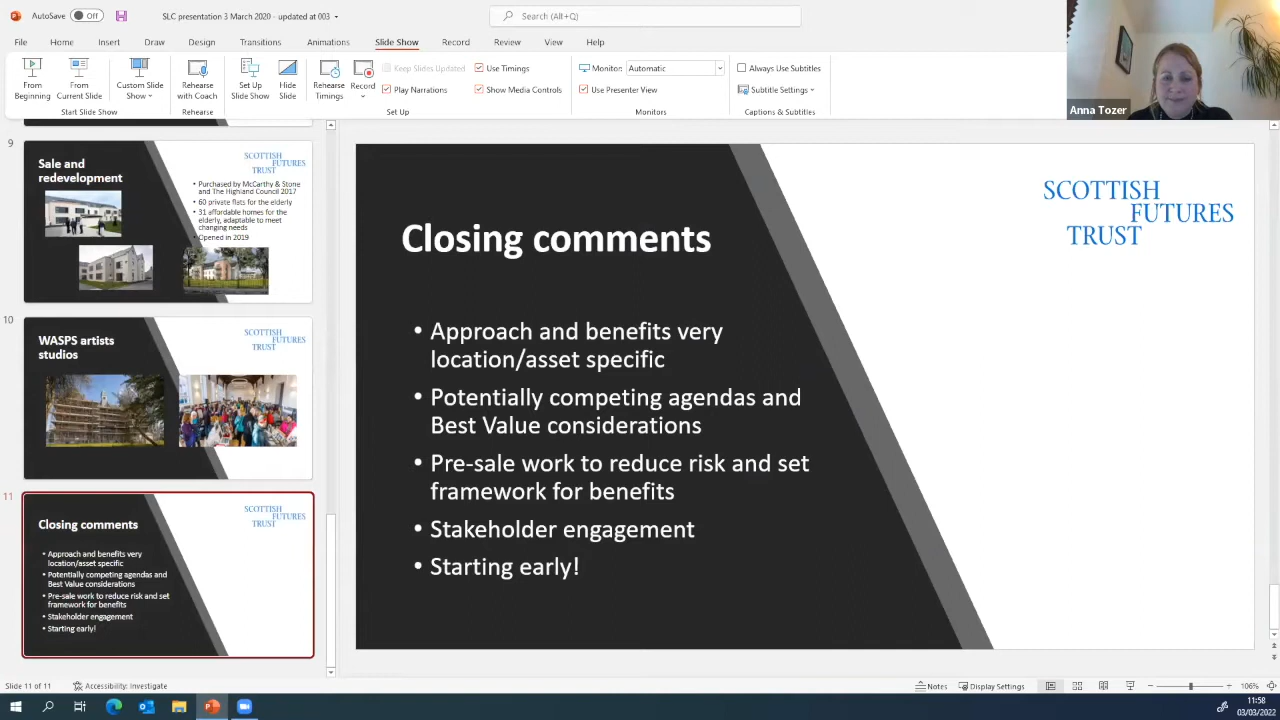 AutoSave
Off
SLC presentation 3 March 2020 - updated at 003
Search (Alt+Q)
File Home Insert Draw Design Transitions Animations Slide Show Record Review View Help
From Beginning
From Current Slide
Custom Slide Show
Start Slide Show
Rehearse with Coach
Rehearse
Set Up Slide Show
Hide Slide
Rehearse Timings
Record
Keep Slides Updated
Play Narrations
Use Timings
Show Media Controls
Set Up
Monitor: Automatic
Use Presenter View
Monitors
Always Use Subtitles
Subtitle Settings
Captions & Subtitles
Anna Tozer
9
Sale and
redevelopment
SCOTTISH
FUTURES
TRUST
• Purchased by McCarthy & Stone
and The Highland Council 2017
• 60 private flats for the elderly
• 31 affordable homes for the
elderly, adaptable to meet
changing needs
• Opened in 2019
10
WASPS artists
studios
SCOTTISH
FUTURES
TRUST
11
Closing comments
SCOTTISH
FUTURES
TRUST
• Approach and benefits very
location/asset specific
• Potentially competing agendas and
Best Value considerations
• Pre-sale work to reduce risk and set
framework for benefits
• Stakeholder engagement
• Starting early!
SCOTTISH
FUTURES
TRUST
Closing comments
• Approach and benefits very
location/asset specific
• Potentially competing agendas and
Best Value considerations
• Pre-sale work to reduce risk and set
framework for benefits
• Stakeholder engagement
• Starting early!
Slide 11 of 11
Accessibility: Investigate
Notes
Display Settings
106%
11:58
03/03/2022